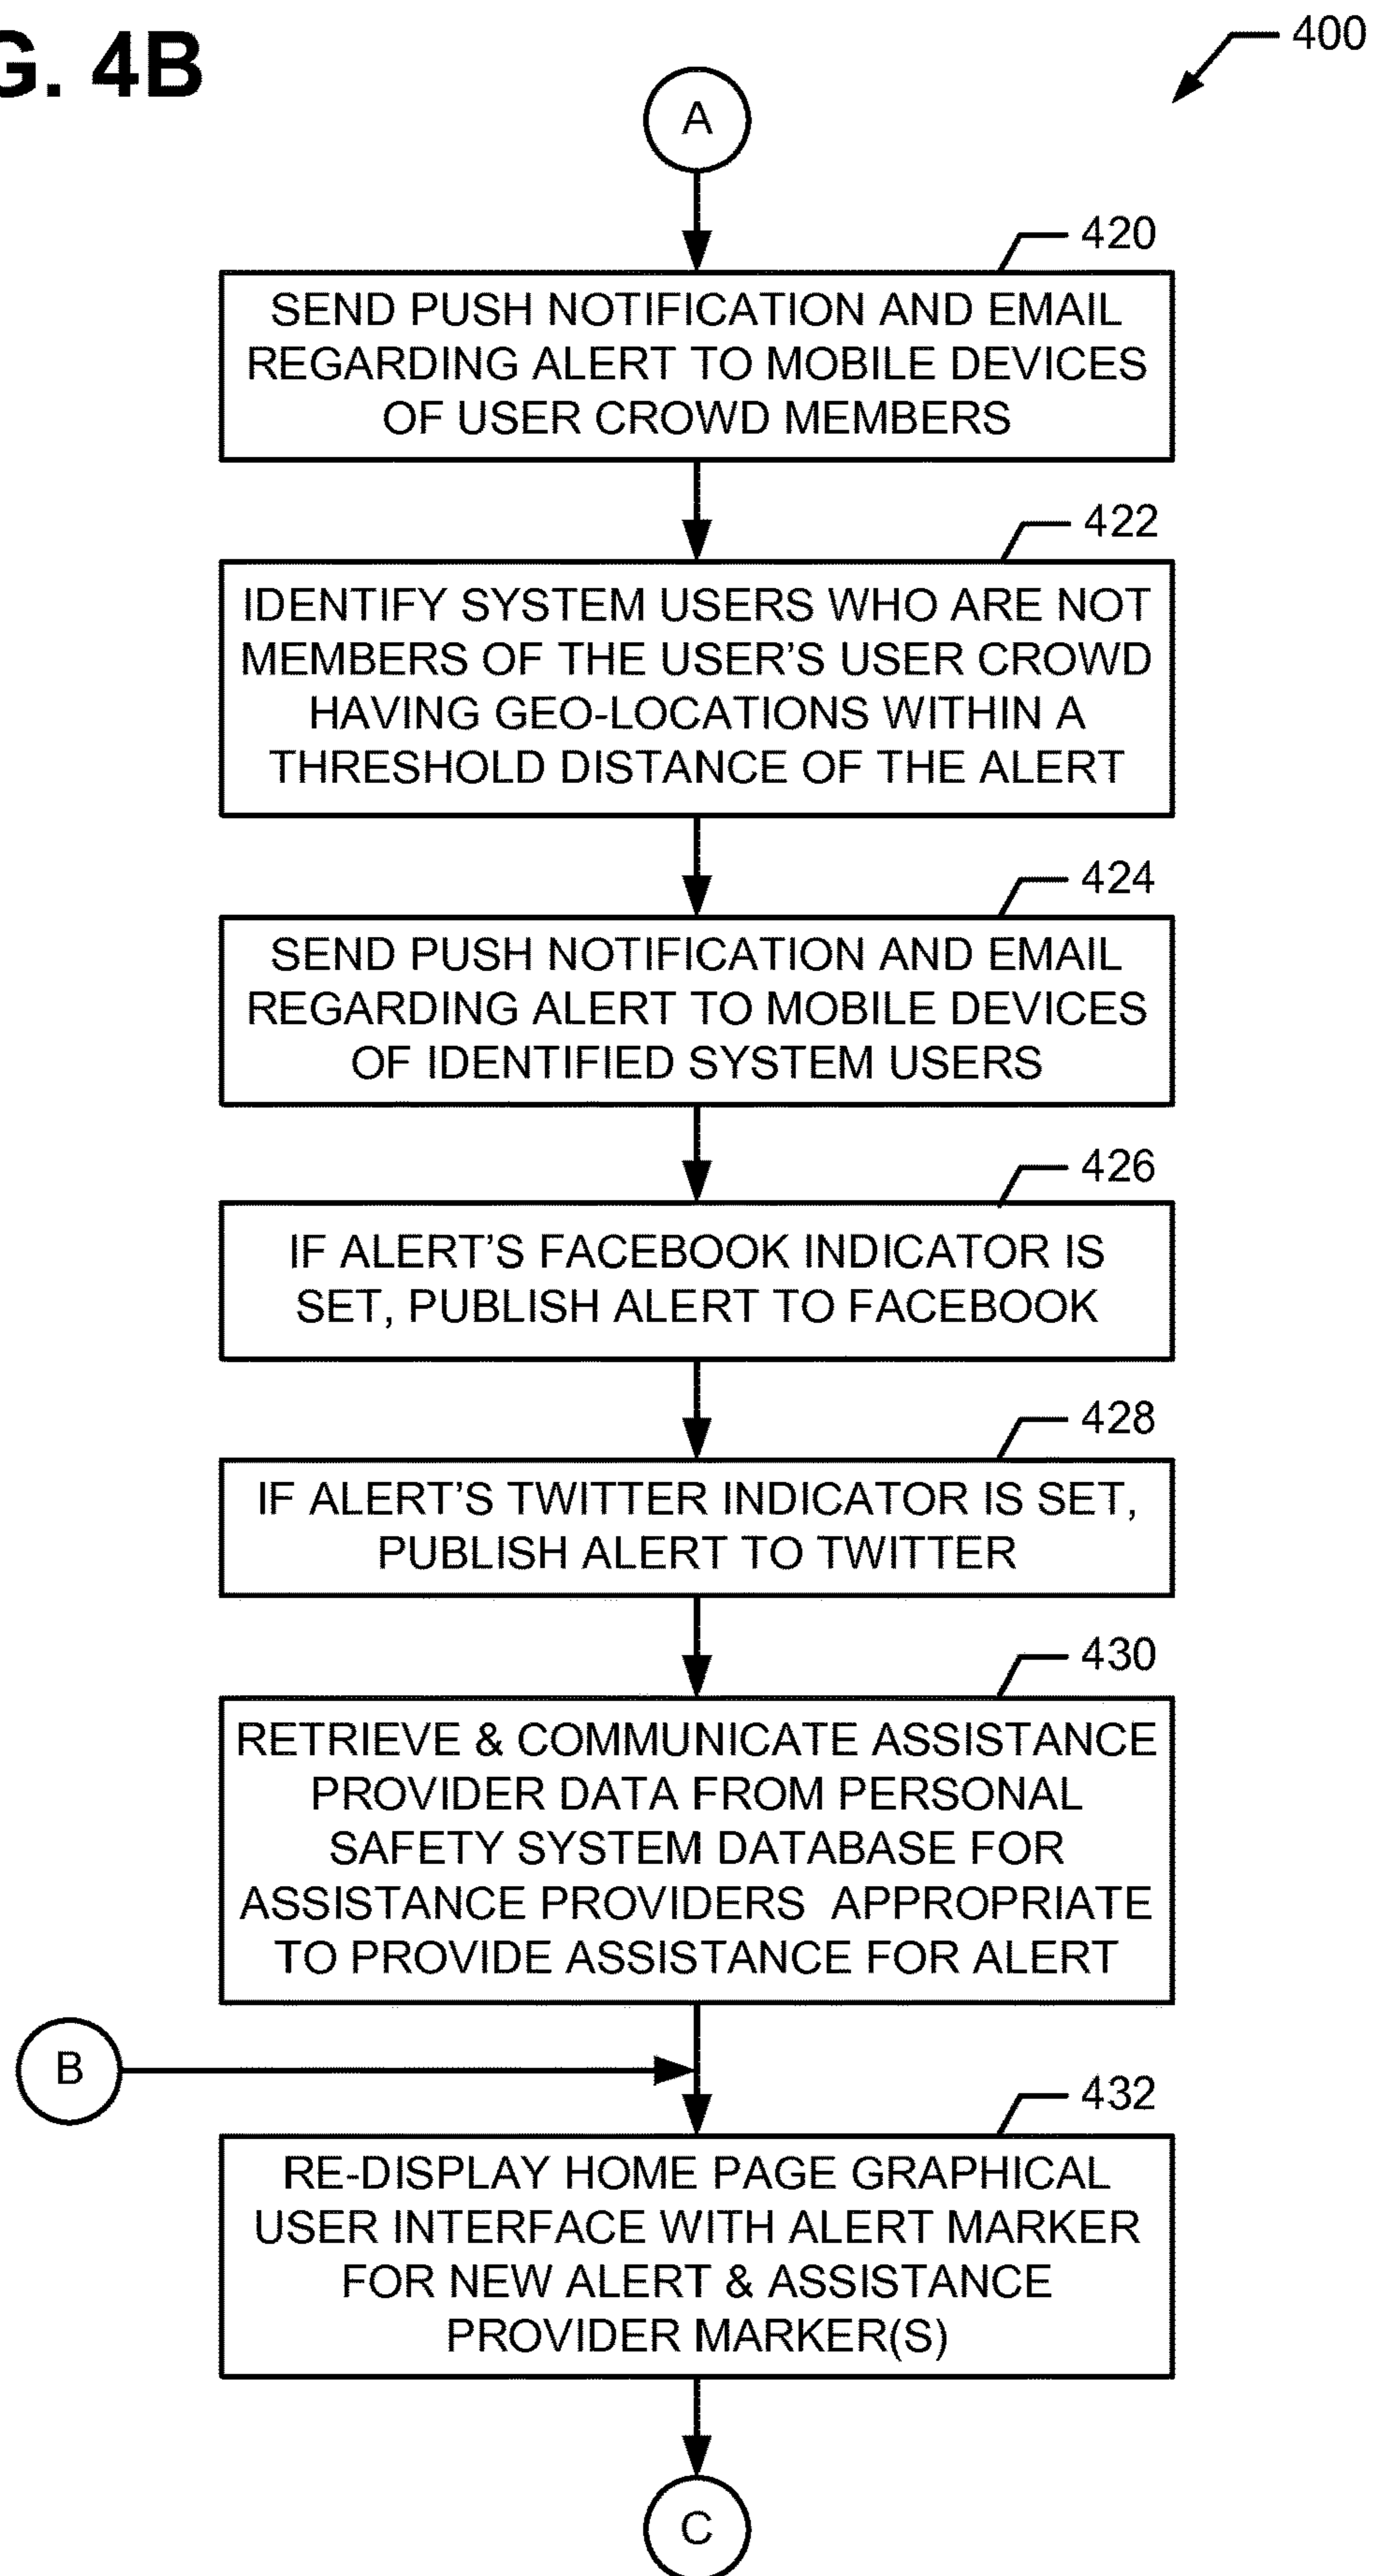 G. 4B
400
A
420
SEND PUSH NOTIFICATION AND EMAIL
REGARDING ALERT TO MOBILE DEVICES
OF USER CROWD MEMBERS
422
IDENTIFY SYSTEM USERS WHO ARE NOT
MEMBERS OF THE USER'S USER CROWD
HAVING GEO-LOCATIONS WITHIN A
THRESHOLD DISTANCE OF THE ALERT
424
SEND PUSH NOTIFICATION AND EMAIL
REGARDING ALERT TO MOBILE DEVICES
OF IDENTIFIED SYSTEM USERS
426
IF ALERT'S FACEBOOK INDICATOR IS
SET, PUBLISH ALERT TO FACEBOOK
428
IF ALERT'S TWITTER INDICATOR IS SET,
PUBLISH ALERT TO TWITTER
430
RETRIEVE & COMMUNICATE ASSISTANCE
PROVIDER DATA FROM PERSONAL
SAFETY SYSTEM DATABASE FOR
ASSISTANCE PROVIDERS APPROPRIATE
TO PROVIDE ASSISTANCE FOR ALERT
B
432
RE-DISPLAY HOME PAGE GRAPHICAL
USER INTERFACE WITH ALERT MARKER
FOR NEW ALERT & ASSISTANCE
PROVIDER MARKER(S)
C